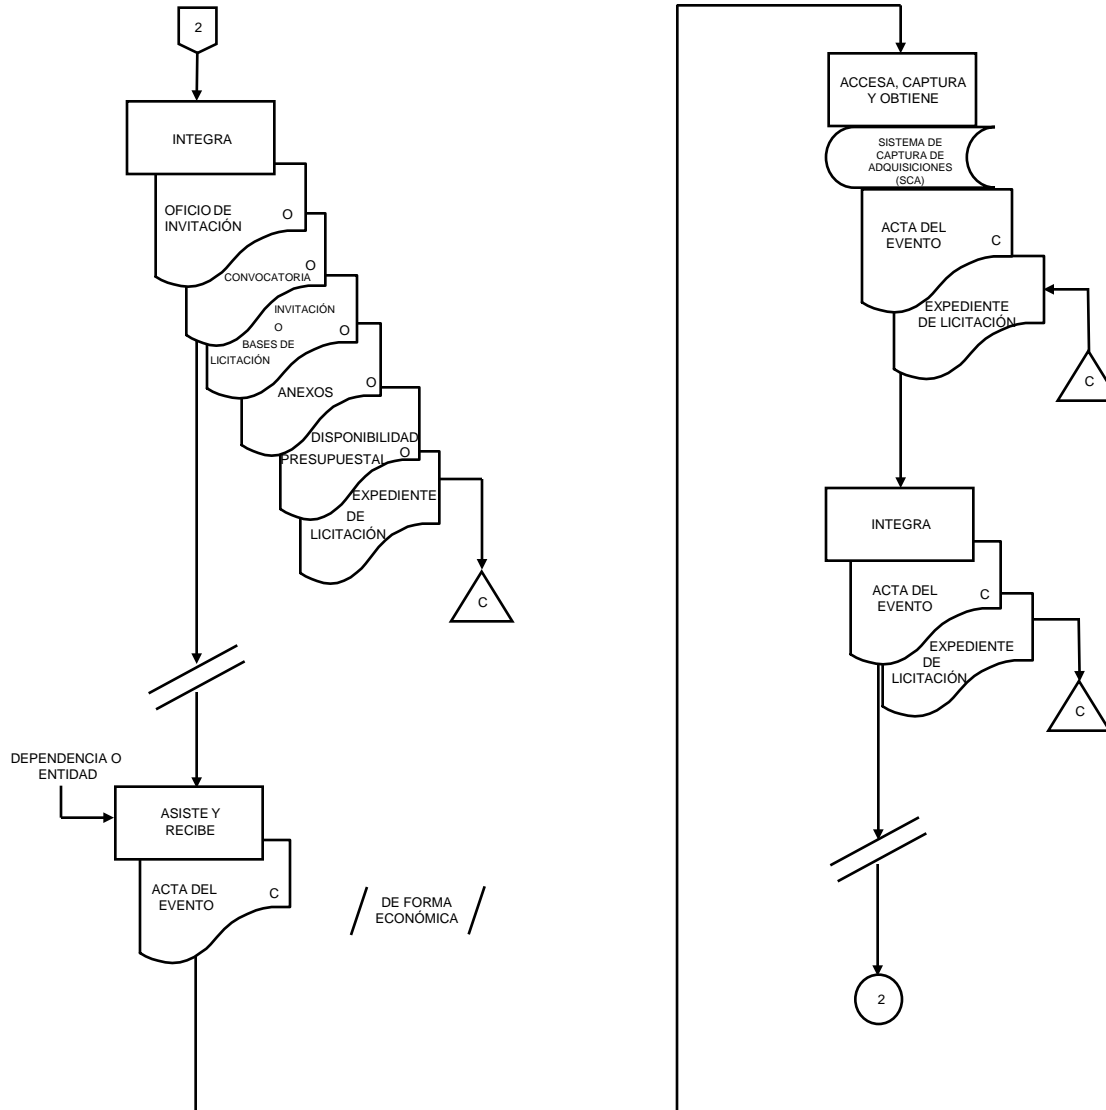 2
INTEGRA
OFICIO DE
INVITACIÓN
O
CONVOCATORIA
O
INVITACIÓN
O
BASES DE
LICITACIÓN
O
ANEXOS
O
DISPONIBILIDAD
PRESUPUESTAL
O
EXPEDIENTE
DE
LICITACIÓN
C
DEPENDENCIA O
ENTIDAD
ASISTE Y
RECIBE
ACTA DEL
EVENTO
C
DE FORMA
ECONÓMICA
ACCESA, CAPTURA
Y OBTIENE
SISTEMA DE
CAPTURA DE
ADQUISICIONES
(SCA)
ACTA DEL
EVENTO
C
EXPEDIENTE
DE LICITACIÓN
C
INTEGRA
ACTA DEL
EVENTO
C
EXPEDIENTE
DE
LICITACIÓN
C
2